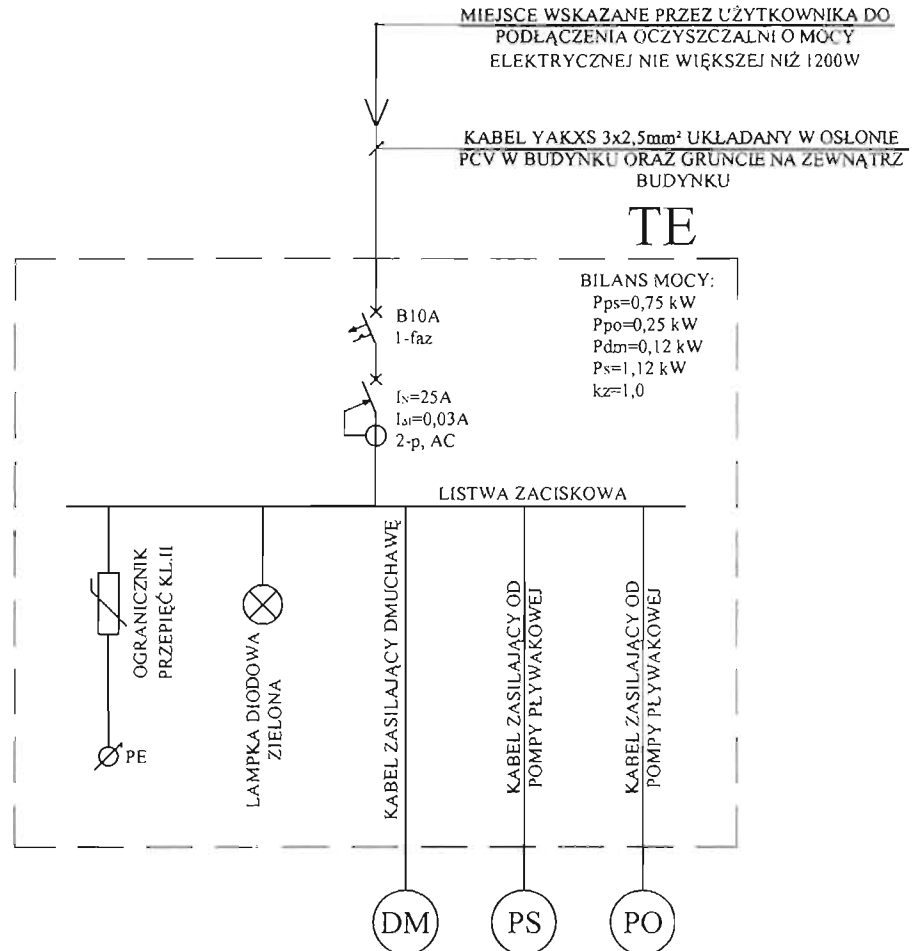 MIEJSCE WSKAZANE PRZEZ UŻYTKOWNIKA DO
PODŁĄCZENIA OCZYSZCZALNI O MOCY
ELEKTRYCZNEJ NIE WIĘKSZEJ NIŻ 1200W
KABEL YAKXS 3x2,5mm² UKŁADANY W OSŁONIE
PCV W BUDYNKU ORAZ GRUNCIE NA ZEWNĄTRZ
BUDYNKU
TE
BILANS MOCY:
Pps=0,75 kW
Ppo=0,25 kW
Pdm=0,12 kW
Ps=1,12 kW
kz=1,0
B10A
1-faz
IN=25A
IΔI=0,03A
2-p, AC
LISTWA ZACISKOWA
OGRANICZNIK
PRZEPIĘĆ KL.II
PE
LAMPKA DIODOWA
ZIELONA
KABEL ZASILAJĄCY DMUCHAWĘ
KABEL ZASILAJĄCY OD
POMPY PŁYWAKOWEJ
KABEL ZASILAJĄCY OD
POMPY PŁYWAKOWEJ
DM
PS
PO